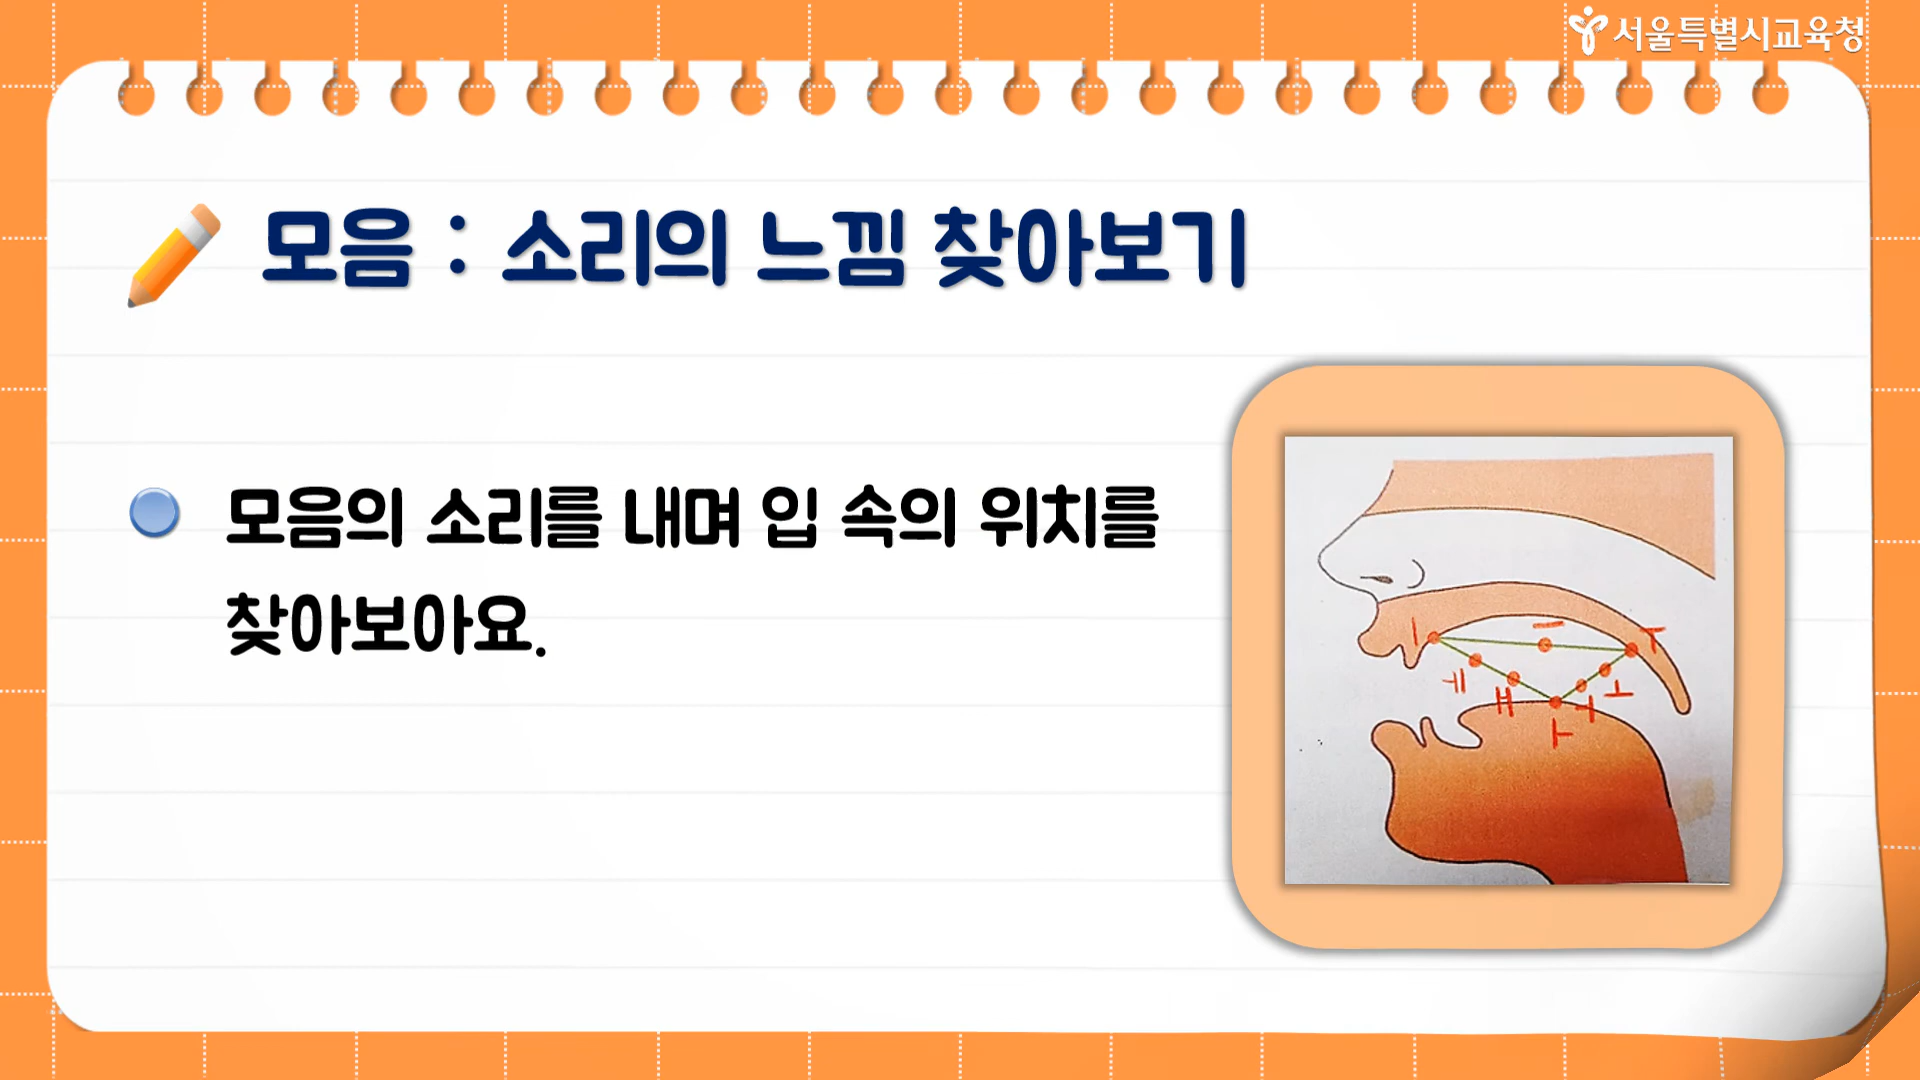 서울특별시교육청
모음 : 소리의 느낌 찾아보기
모음의 소리를 내며 입 속의 위치를
찾아보아요.
ㅣ
ㅡ
ㅜ
ㅔ
ㅐ
ㅗ
ㅓ
ㅏ